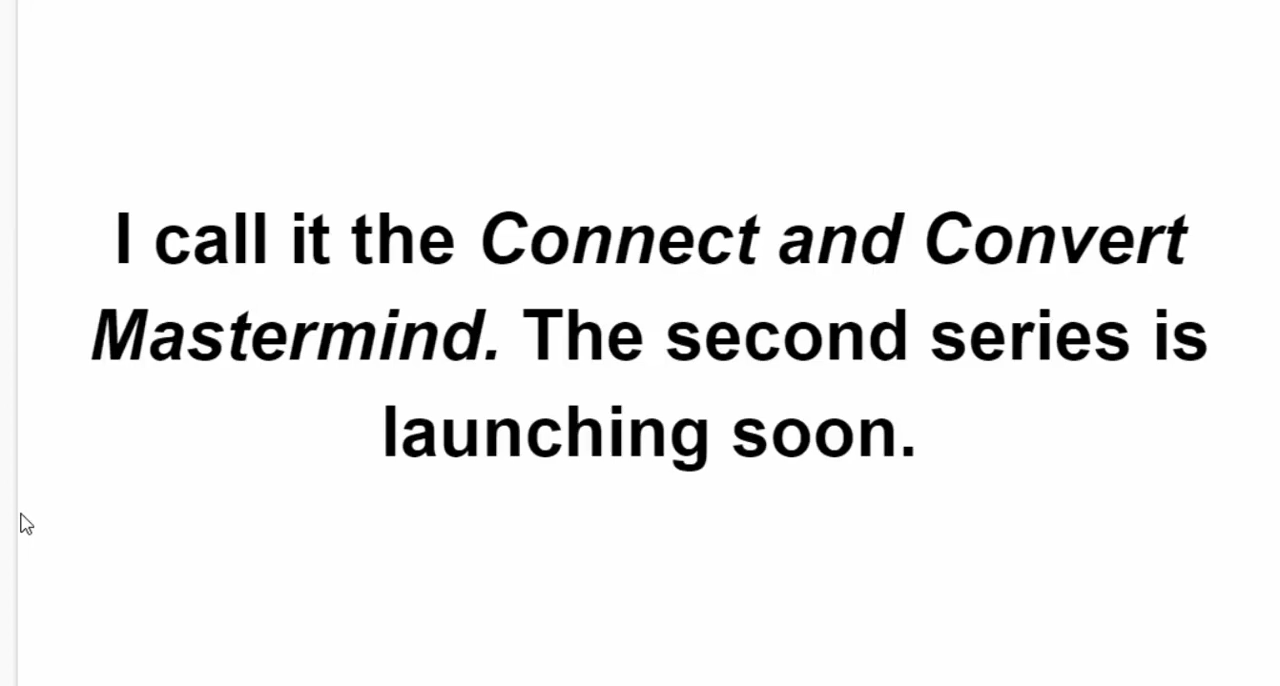 I call it the Connect and Convert
Mastermind. The second series is
launching soon.